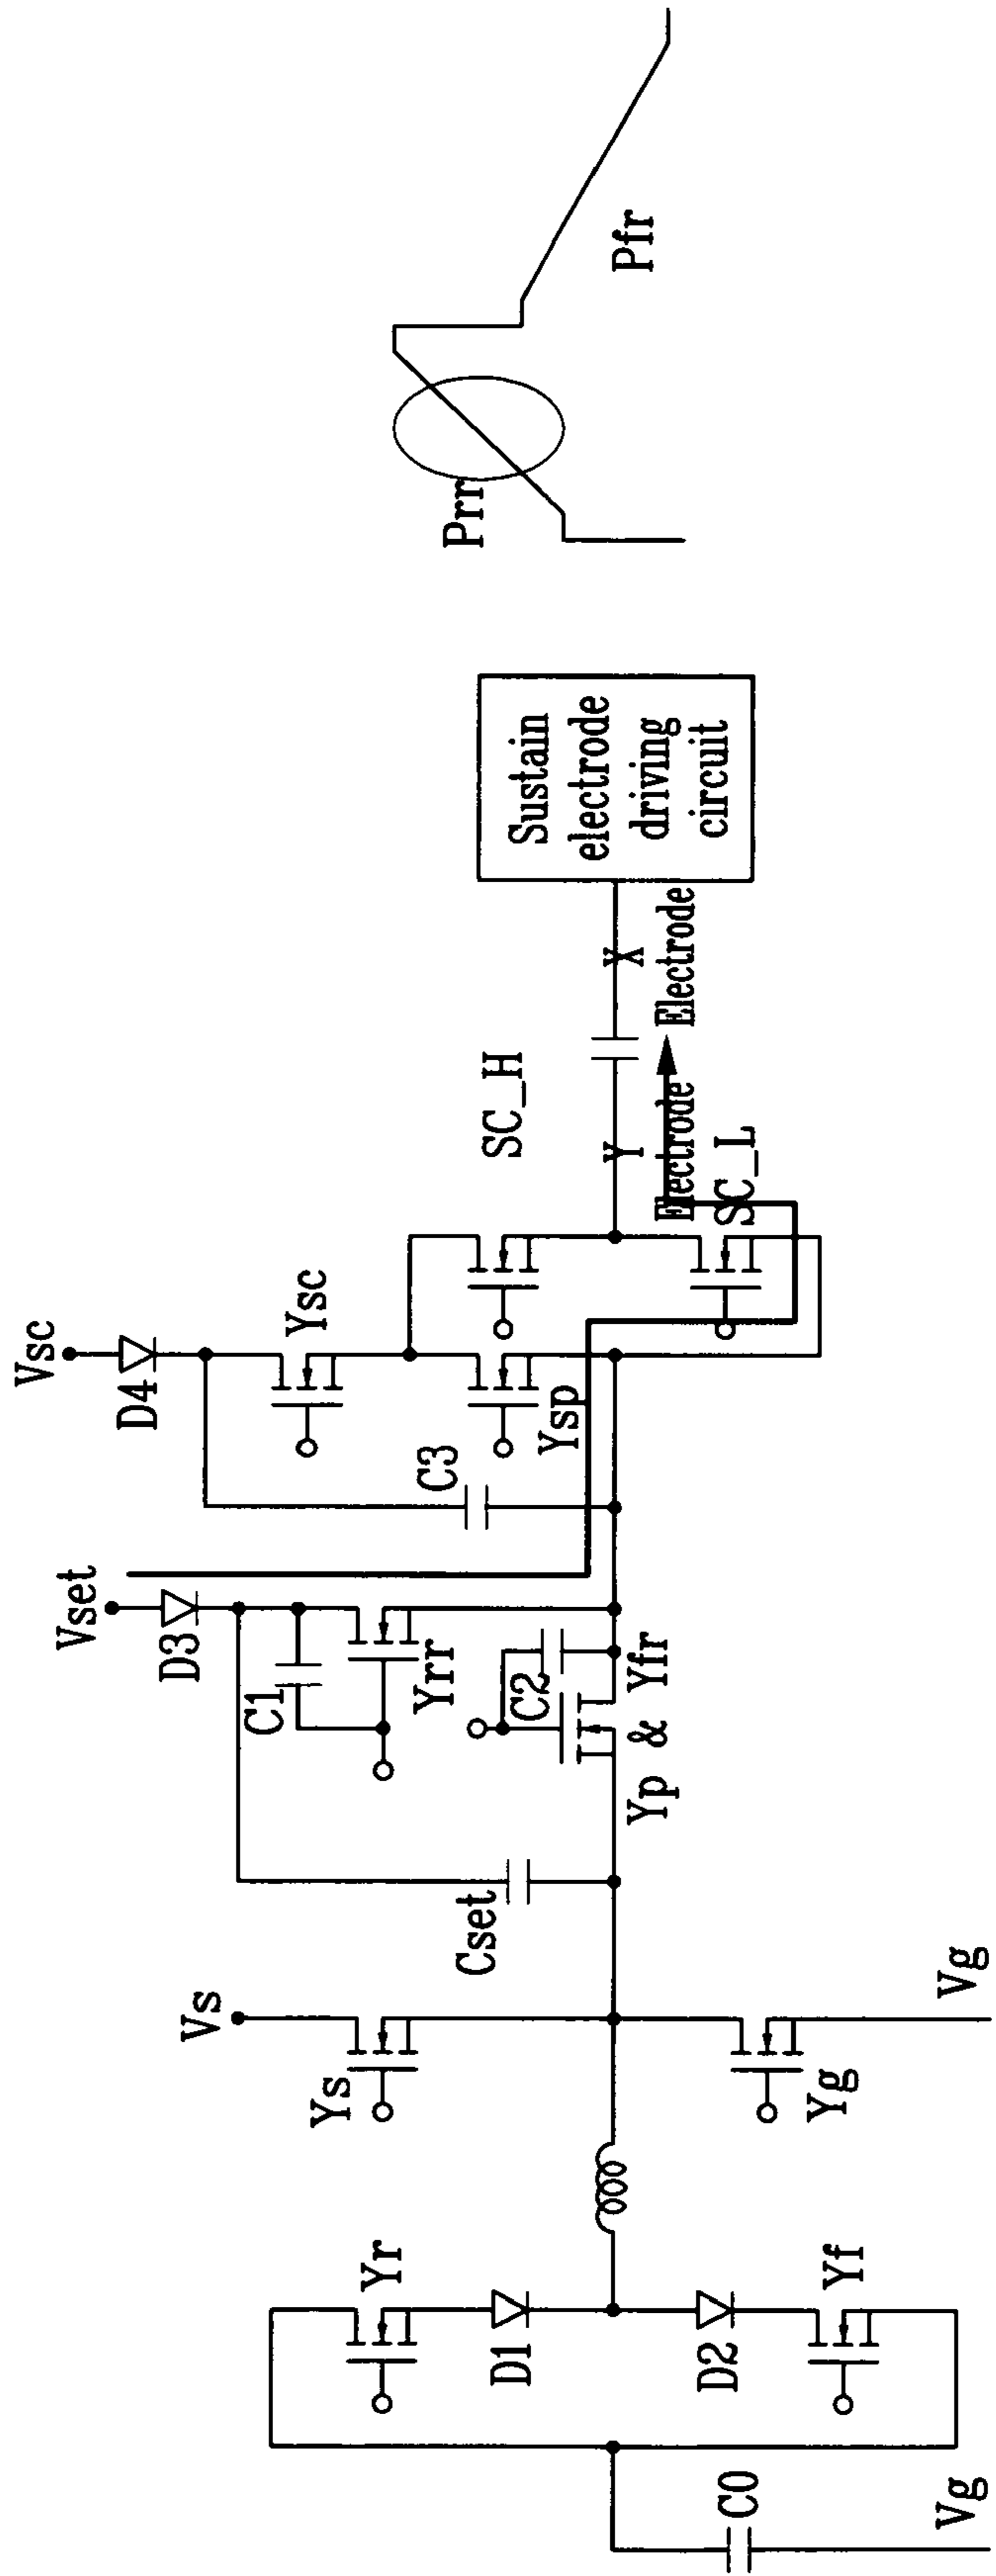 Vg
C0
Yr
D1
D2
Yf
Vs
Ys
Yg
Vg
Cset
Vset
D3
C1
Yrr
C2
Yp & Yfr
Vsc
D4
C3
Ysc
Ysp
SC_H
SC_L
Y
Electrode
X
Electrode
Sustain
electrode
driving
circuit
Prr
Pfr